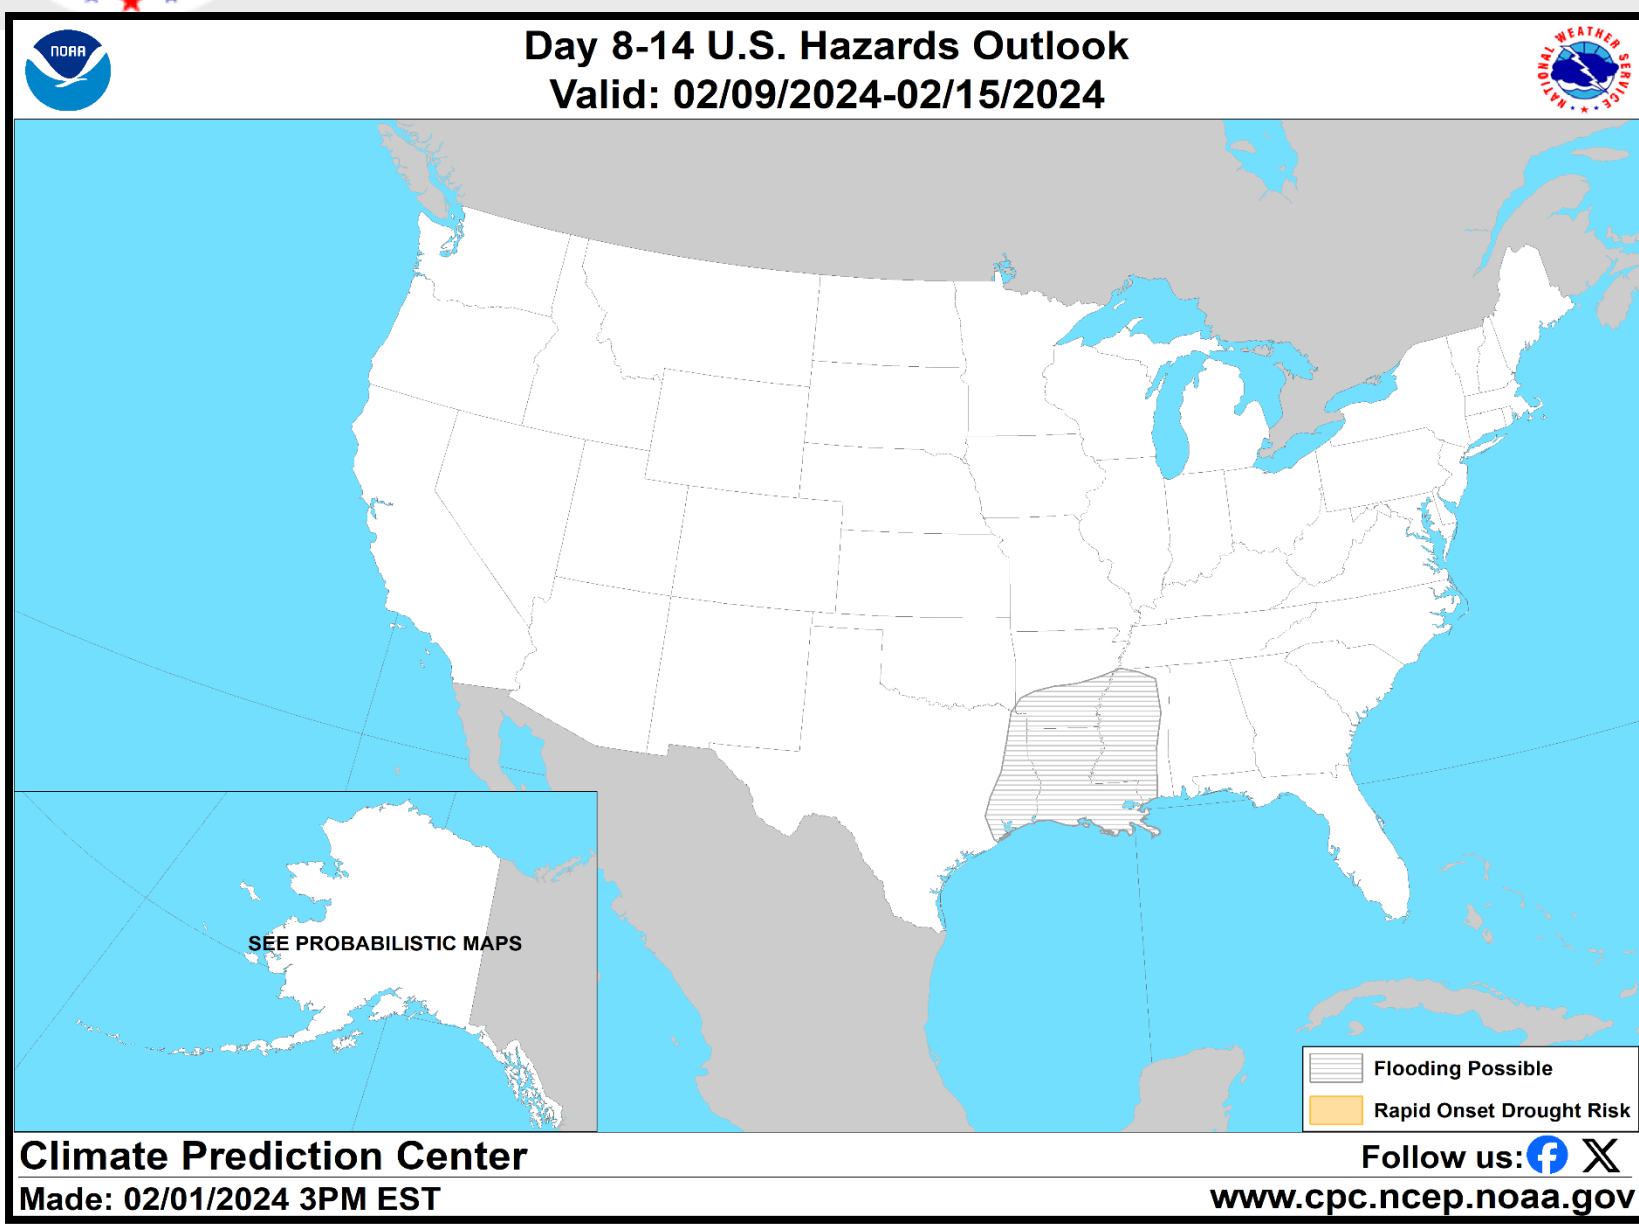 NOAA
Day 8-14 U.S. Hazards Outlook
Valid: 02/09/2024-02/15/2024
NATIONAL WEATHER SERVICE
SEE PROBABILISTIC MAPS
Flooding Possible
Rapid Onset Drought Risk
Climate Prediction Center
Follow us:
Made: 02/01/2024 3PM EST
www.cpc.ncep.noaa.gov